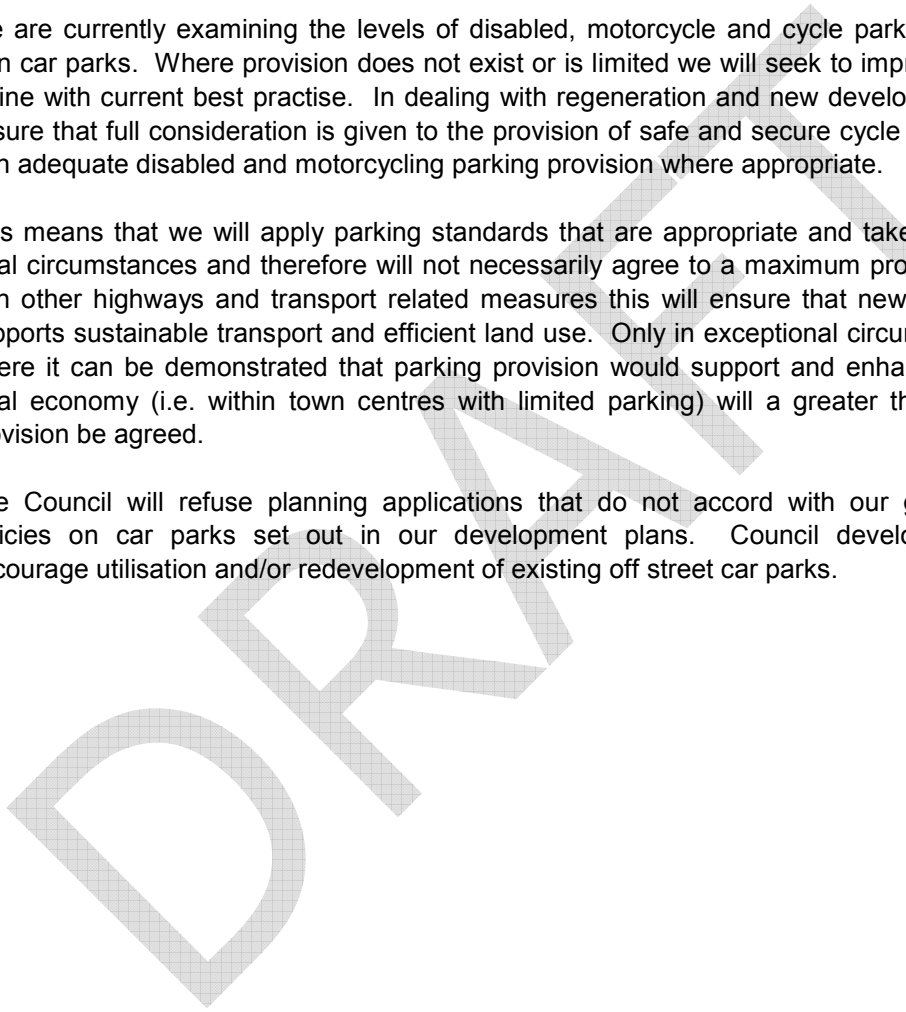 e are currently examining the levels of disabled, motorcycle and cycle park
n car parks. Where provision does not exist or is limited we will seek to impr
ine with current best practise. In dealing with regeneration and new develo
sure that full consideration is given to the provision of safe and secure cycle
h adequate disabled and motorcycling parking provision where appropriate.
s means that we will apply parking standards that are appropriate and take
al circumstances and therefore will not necessarily agree to a maximum pro
h other highways and transport related measures this will ensure that new
pports sustainable transport and efficient land use. Only in exceptional circu
ere it can be demonstrated that parking provision would support and enha
al economy (i.e. within town centres with limited parking) will a greater th
ovision be agreed.
e Council will refuse planning applications that do not accord with our g
icies on car parks set out in our development plans. Council develo
courage utilisation and/or redevelopment of existing off street car parks.
DRAFT